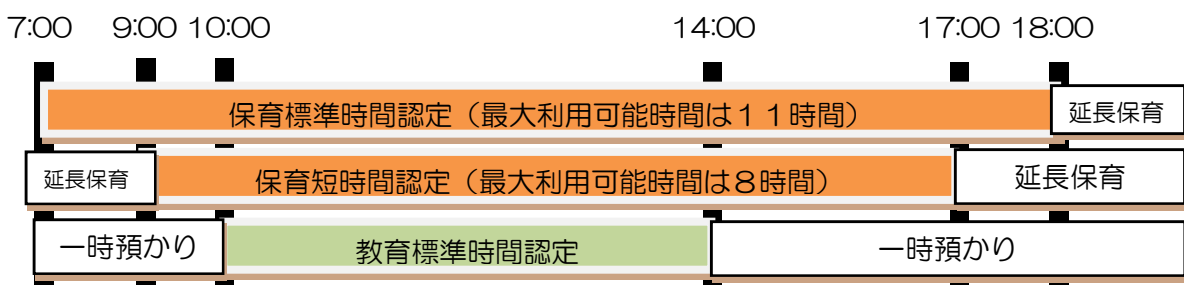 7:00 9:00 10:00 14:00 17:00 18:00
保育標準時間認定（最大利用可能時間は１１時間） 延長保育
延長保育 保育短時間認定（最大利用可能時間は８時間） 延長保育
一時預かり 教育標準時間認定 一時預かり